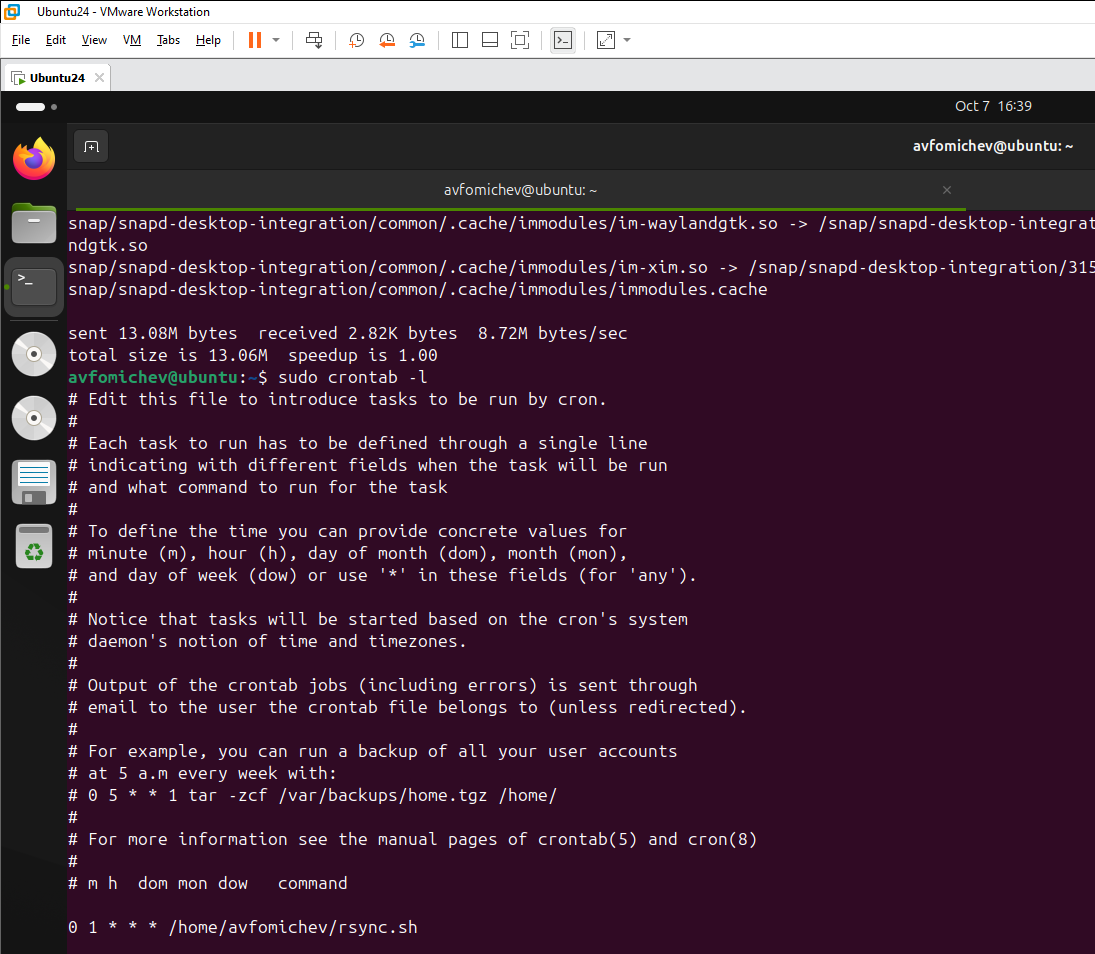 Ubuntu24 - VMware Workstation
File Edit View VM Tabs Help
Ubuntu24
Oct 7 16:39
avfomichev@ubuntu: ~
avfomichev@ubuntu: ~
snap/snapd-desktop-integration/common/.cache/immodules/im-waylandgtk.so -> /snap/snapd-desktop-integrat
ndgtk.so
snap/snapd-desktop-integration/common/.cache/immodules/im-xim.so -> /snap/snapd-desktop-integration/315
snap/snapd-desktop-integration/common/.cache/immodules/immodules.cache
sent 13.08M bytes  received 2.82K bytes  8.72M bytes/sec
total size is 13.06M  speedup is 1.00
avfomichev@ubuntu:~$ sudo crontab -l
# Edit this file to introduce tasks to be run by cron.
#
# Each task to run has to be defined through a single line
# indicating with different fields when the task will be run
# and what command to run for the task
#
# To define the time you can provide concrete values for
# minute (m), hour (h), day of month (dom), month (mon),
# and day of week (dow) or use '*' in these fields (for 'any').
#
# Notice that tasks will be started based on the cron's system
# daemon's notion of time and timezones.
#
# Output of the crontab jobs (including errors) is sent through
# email to the user the crontab file belongs to (unless redirected).
#
# For example, you can run a backup of all your user accounts
# at 5 a.m every week with:
# 0 5 * * 1 tar -zcf /var/backups/home.tgz /home/
#
# For more information see the manual pages of crontab(5) and cron(8)
#
# m h  dom mon dow   command
0 1 * * * /home/avfomichev/rsync.sh